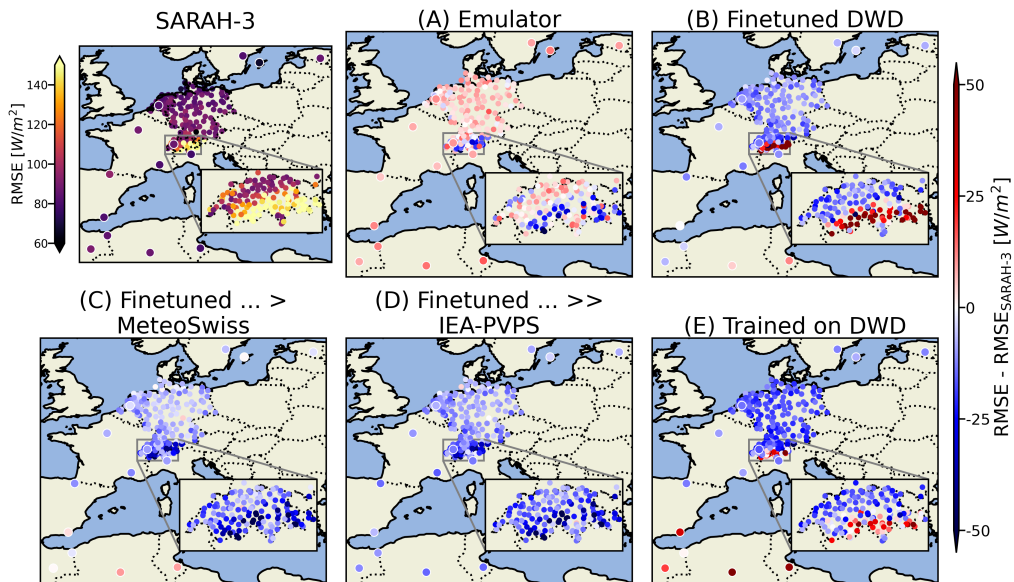 SARAH-3
(A) Emulator
(B) Finetuned DWD
140
120
100
80
60
RMSE [W/m²]
50
25
0
-25
-50
RMSE - RMSE_SARAH-3 [W/m²]
(C) Finetuned ... >
MeteoSwiss
(D) Finetuned ... >>
IEA-PVPS
(E) Trained on DWD